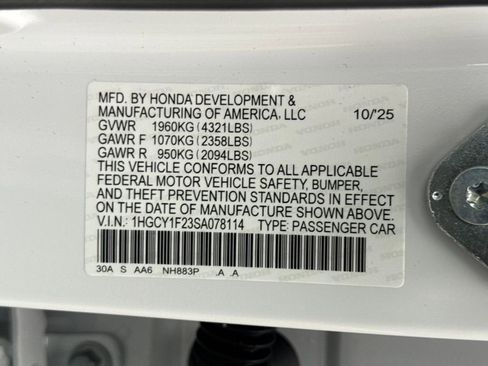 MFD. BY HONDA DEVELOPMENT &
MANUFACTURING OF AMERICA, LLC 10/'25
GVWR 1960KG (4321LBS)
GAWR F 1070KG (2358LBS)
GAWR R 950KG (2094LBS)
THIS VEHICLE CONFORMS TO ALL APPLICABLE
FEDERAL MOTOR VEHICLE SAFETY, BUMPER,
AND THEFT PREVENTION STANDARDS IN EFFECT
ON THE DATE OF MANUFACTURE SHOWN ABOVE.
V.I.N.: 1HGCY1F23SA078114 TYPE: PASSENGER CAR
30A S AA6 NH883P .A .A